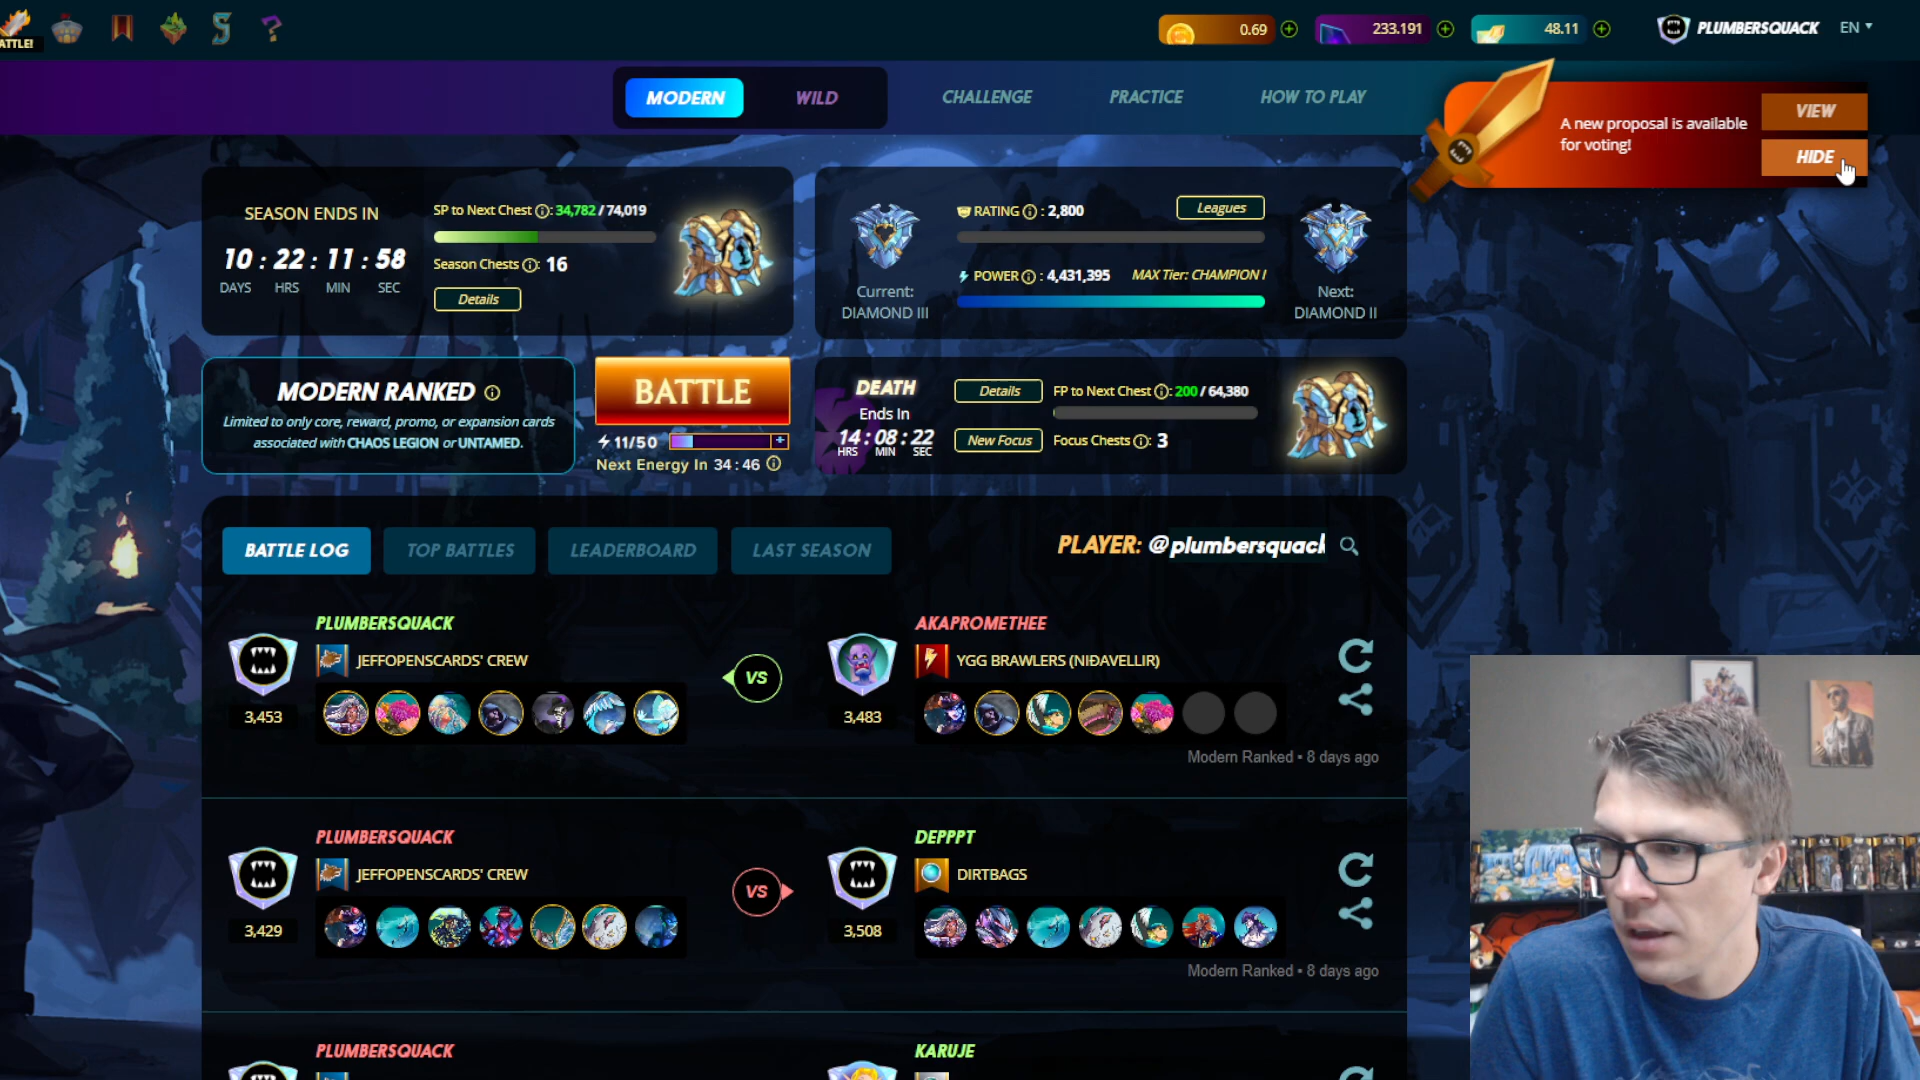 ATTLE!
0.69
233.191
48.11
PLUMBERSQUACK
EN
MODERN
WILD
CHALLENGE
PRACTICE
HOW TO PLAY
A new proposal is available
for voting!
VIEW
HIDE
SEASON ENDS IN
10 : 22 : 11 : 58
DAYS HRS MIN SEC
SP to Next Chest : 34,782 / 74,019
Season Chests : 16
Details
RATING : 2,800
Leagues
POWER : 4,431,395 MAX Tier: CHAMPION I
Current:
DIAMOND III
Next:
DIAMOND II
MODERN RANKED
Limited to only core, reward, promo, or expansion cards
associated with CHAOS LEGION or UNTAMED.
BATTLE
11/50
Next Energy In 34 : 46
DEATH
Ends In
14 : 08 : 22
HRS MIN SEC
Details
New Focus
FP to Next Chest : 200 / 64,380
Focus Chests : 3
BATTLE LOG
TOP BATTLES
LEADERBOARD
LAST SEASON
PLAYER: @plumbersquack
PLUMBERSQUACK
JEFFOPENSCARDS' CREW
3,453
VS
AKAPROMETHEE
YGG BRAWLERS (NIÐAVELLIR)
3,483
Modern Ranked • 8 days ago
PLUMBERSQUACK
JEFFOPENSCARDS' CREW
3,429
VS
DEPPPT
DIRTBAGS
3,508
Modern Ranked • 8 days ago
PLUMBERSQUACK
KARUJE